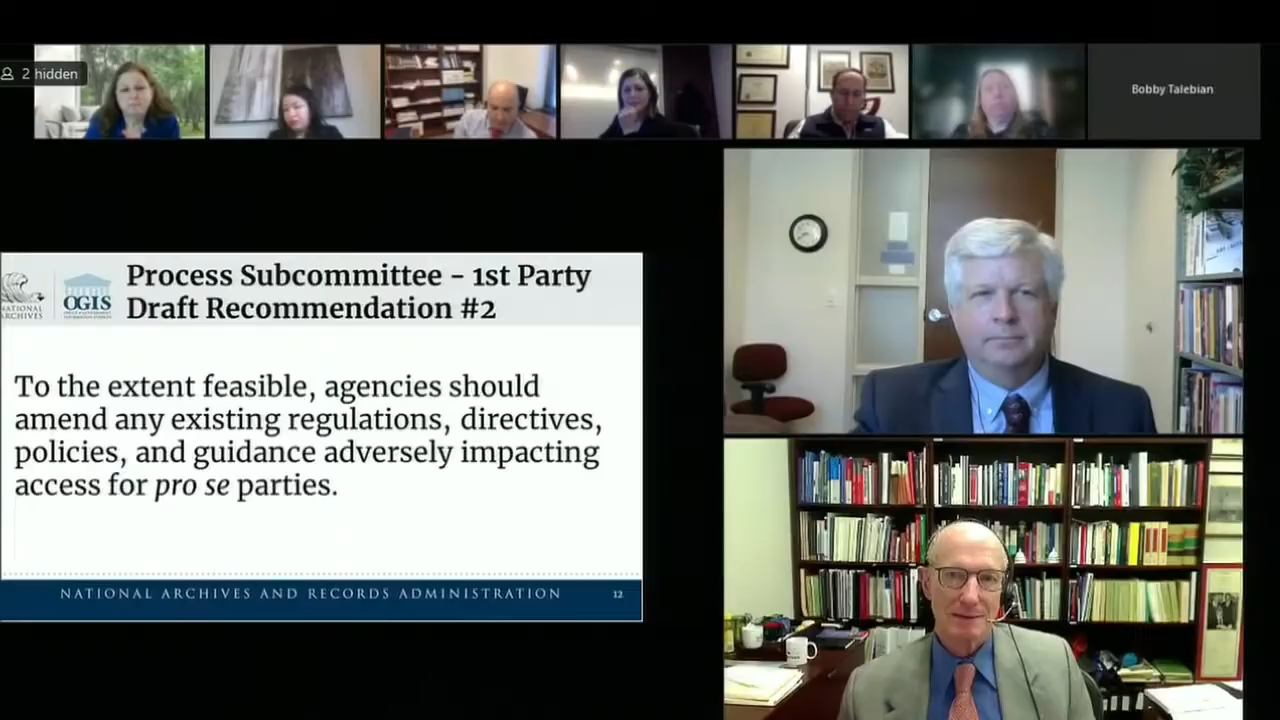 2 hidden
Bobby Talebian
NATIONAL
ARCHIVES
OGIS
Process Subcommittee - 1st Party
Draft Recommendation #2
To the extent feasible, agencies should
amend any existing regulations, directives,
policies, and guidance adversely impacting
access for pro se parties.
NATIONAL ARCHIVES AND RECORDS ADMINISTRATION
12